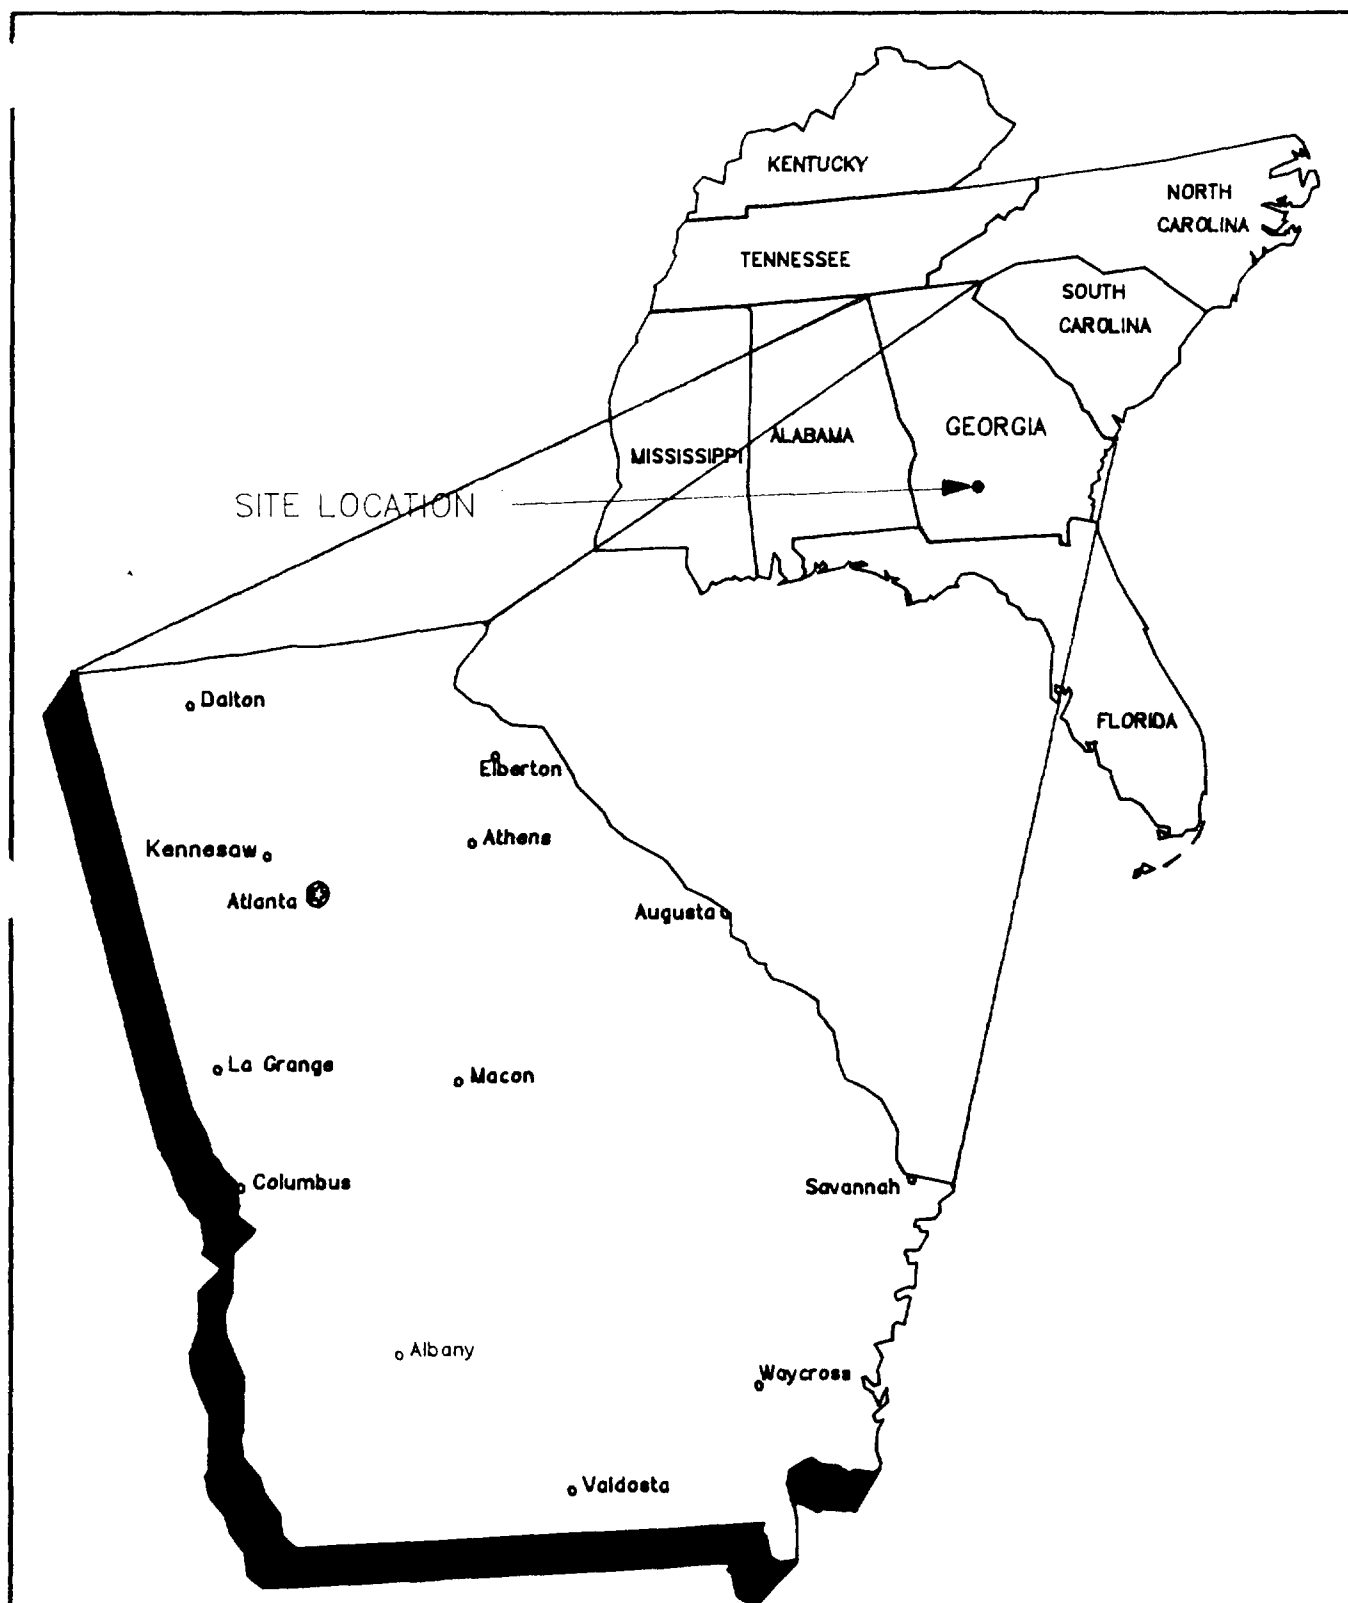 KENTUCKY
NORTH
CAROLINA
TENNESSEE
SOUTH
CAROLINA
GEORGIA
ALABAMA
MISSISSIPPI
SITE LOCATION
FLORIDA
Dalton
Elberton
Athens
Kennesaw
Atlanta
Augusta
La Grange
Macon
Columbus
Savannah
Albany
Waycross
Valdosta